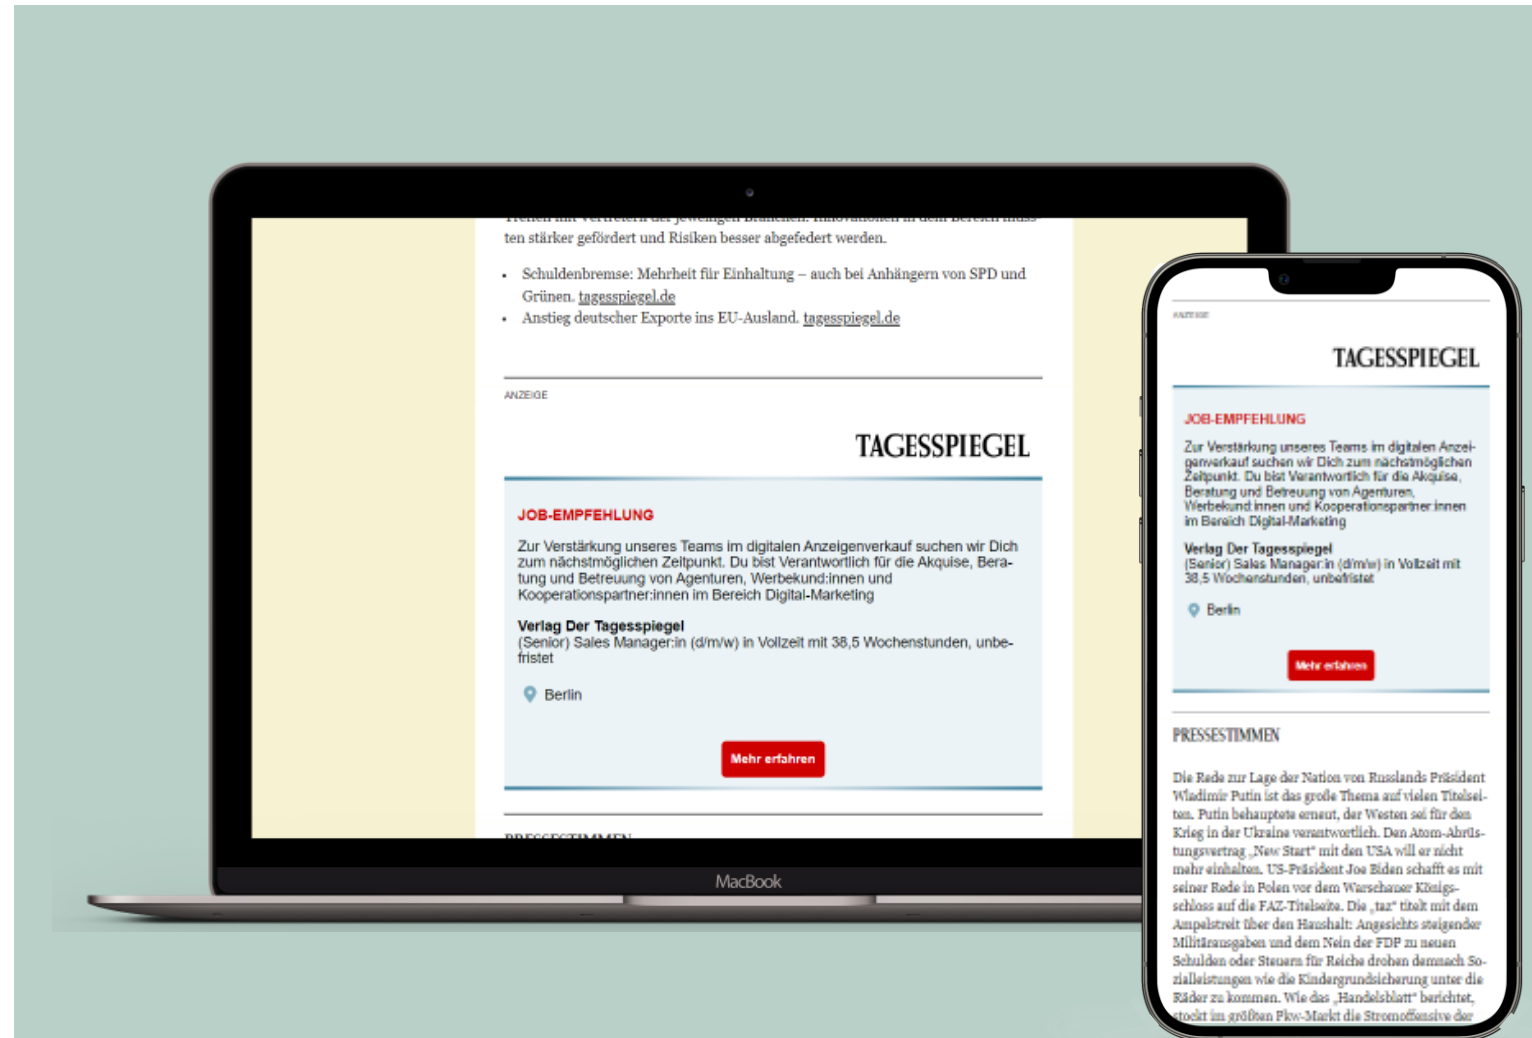 ten stärker gefördert und Risiken besser abgefedert werden.
• Schuldenbremse: Mehrheit für Einhaltung – auch bei Anhängern von SPD und
Grünen. tagesspiegel.de
• Anstieg deutscher Exporte ins EU-Ausland. tagesspiegel.de
ANZEIGE
TAGESSPIEGEL
JOB-EMPFEHLUNG
Zur Verstärkung unseres Teams im digitalen Anzeigenverkauf suchen wir Dich
zum nächstmöglichen Zeitpunkt. Du bist Verantwortlich für die Akquise, Bera-
tung und Betreuung von Agenturen, Werbekund:innen und
Kooperationspartner:innen im Bereich Digital-Marketing
Verlag Der Tagesspiegel
(Senior) Sales Manager:in (d/m/w) in Vollzeit mit 38,5 Wochenstunden, unbe-
fristet
Berlin
Mehr erfahren
MacBook
ANZEIGE
TAGESSPIEGEL
JOB-EMPFEHLUNG
Zur Verstärkung unseres Teams im digitalen Anzei-
genverkauf suchen wir Dich zum nächstmöglichen
Zeitpunkt. Du bist Verantwortlich für die Akquise,
Beratung und Betreuung von Agenturen,
Werbekund:innen und Kooperationspartner:innen
im Bereich Digital-Marketing
Verlag Der Tagesspiegel
(Senior) Sales Manager:in (d/m/w) in Vollzeit mit
38,5 Wochenstunden, unbefristet
Berlin
Mehr erfahren
PRESSESTIMMEN
Die Rede zur Lage der Nation von Russlands Präsident
Wladimir Putin ist das große Thema auf vielen Titelsei-
ten. Putin behauptete erneut, der Westen sei für den
Krieg in der Ukraine verantwortlich. Den Atom-Abrüs-
tungsvertrag „New Start“ mit den USA will er nicht
mehr einhalten. US-Präsident Joe Biden schafft es mit
seiner Rede in Polen vor dem Warschauer Königs-
schloss auf die FAZ-Titelseite. Die „taz“ titelt mit dem
Ampelstreit über den Haushalt: Angesichts steigender
Militärausgaben und dem Nein der FDP zu neuen
Schulden oder Steuern für Reiche drohen demnach So-
zialleistungen wie die Kindergrundsicherung unter die
Räder zu kommen. Wie das „Handelsblatt“ berichtet,
stockt im größten Pkw-Markt die Stromoffensive der